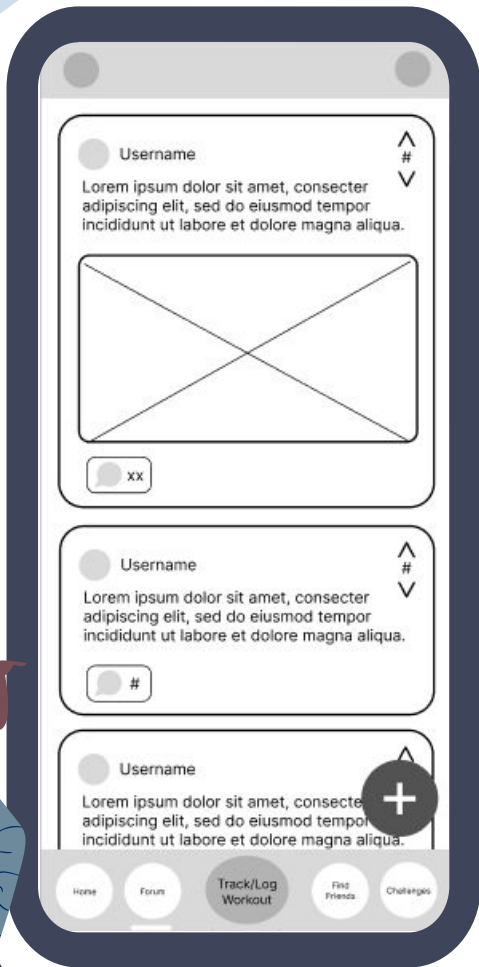 Username
#
Lorem ipsum dolor sit amet, consecter
adipiscing elit, sed do eiusmod tempor
incididunt ut labore et dolore magna aliqua.
xx
Username
#
Lorem ipsum dolor sit amet, consecter
adipiscing elit, sed do eiusmod tempor
incididunt ut labore et dolore magna aliqua.
#
Username
Lorem ipsum dolor sit amet, consecte
adipiscing elit, sed do eiusmod tempor
incididunt ut labore et dolore magna aliqua.
+
Home
Forum
Track/Log
Workout
Find
Friends
Challenges